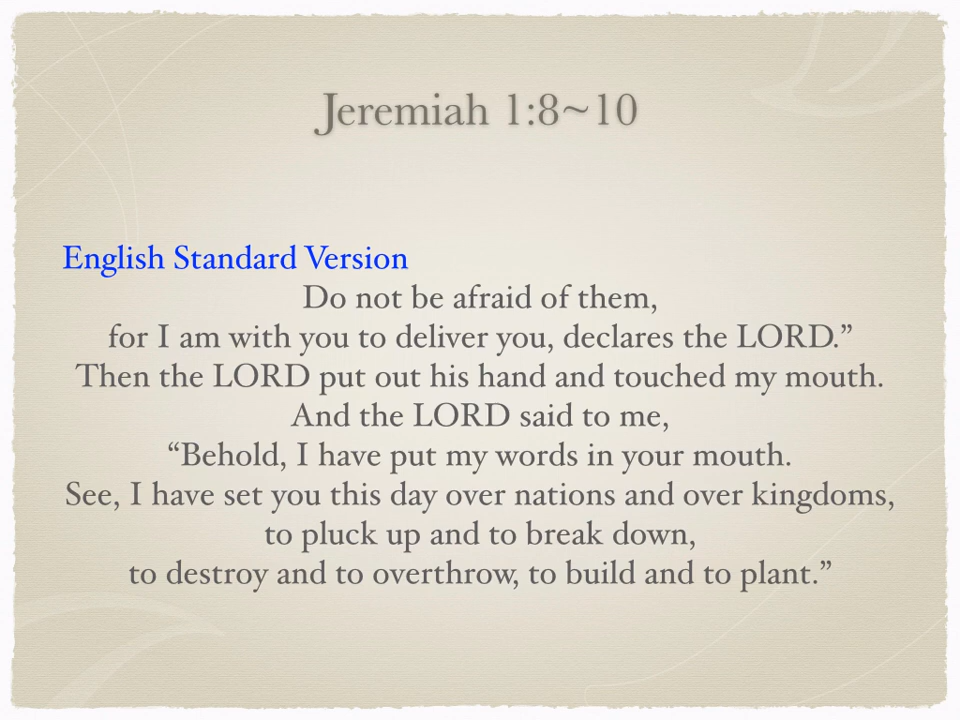 Jeremiah 1:8~10
English Standard Version
Do not be afraid of them,
for I am with you to deliver you, declares the LORD.”
Then the LORD put out his hand and touched my mouth.
And the LORD said to me,
“Behold, I have put my words in your mouth.
See, I have set you this day over nations and over kingdoms,
to pluck up and to break down,
to destroy and to overthrow, to build and to plant.”